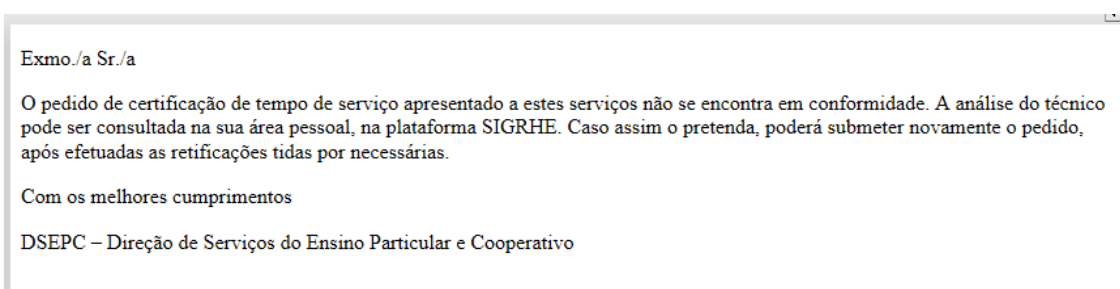 Exmo./a Sr./a
O pedido de certificação de tempo de serviço apresentado a estes serviços não se encontra em conformidade. A análise do técnico
pode ser consultada na sua área pessoal, na plataforma SIGRHE. Caso assim o pretenda, poderá submeter novamente o pedido,
após efetuadas as retificações tidas por necessárias.
Com os melhores cumprimentos
DSEPC – Direção de Serviços do Ensino Particular e Cooperativo